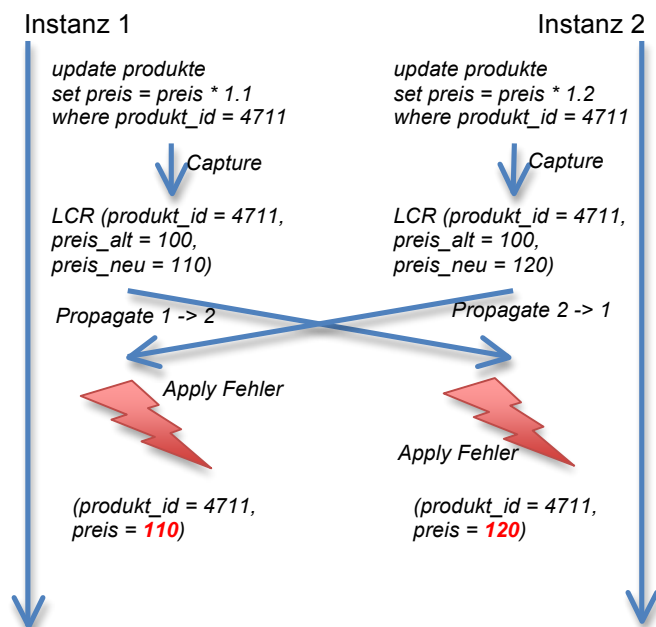 Instanz 1
Instanz 2
update produkte
set preis = preis * 1.1
where produkt_id = 4711
update produkte
set preis = preis * 1.2
where produkt_id = 4711
Capture
Capture
LCR (produkt_id = 4711,
preis_alt = 100,
preis_neu = 110)
LCR (produkt_id = 4711,
preis_alt = 100,
preis_neu = 120)
Propagate 1 -> 2
Propagate 2 -> 1
Apply Fehler
Apply Fehler
(produkt_id = 4711,
preis = 110)
(produkt_id = 4711,
preis = 120)